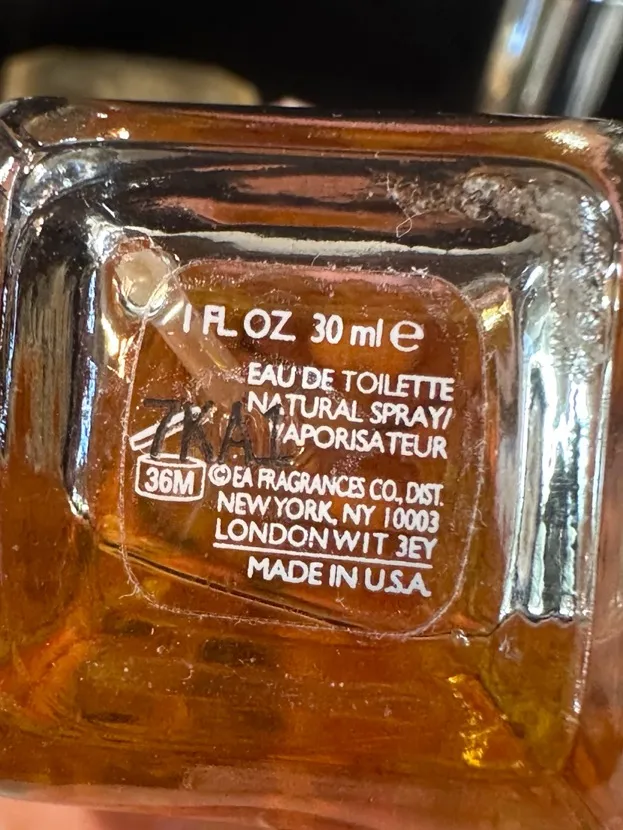 1 FL OZ 30 ml e
EAU DE TOILETTE
NATURAL SPRAY/
VAPORISATEUR
7KA1
36M
© EA FRAGRANCES CO., DIST.
NEW YORK, NY 10003
LONDON W1T 3EY
MADE IN U.S.A.